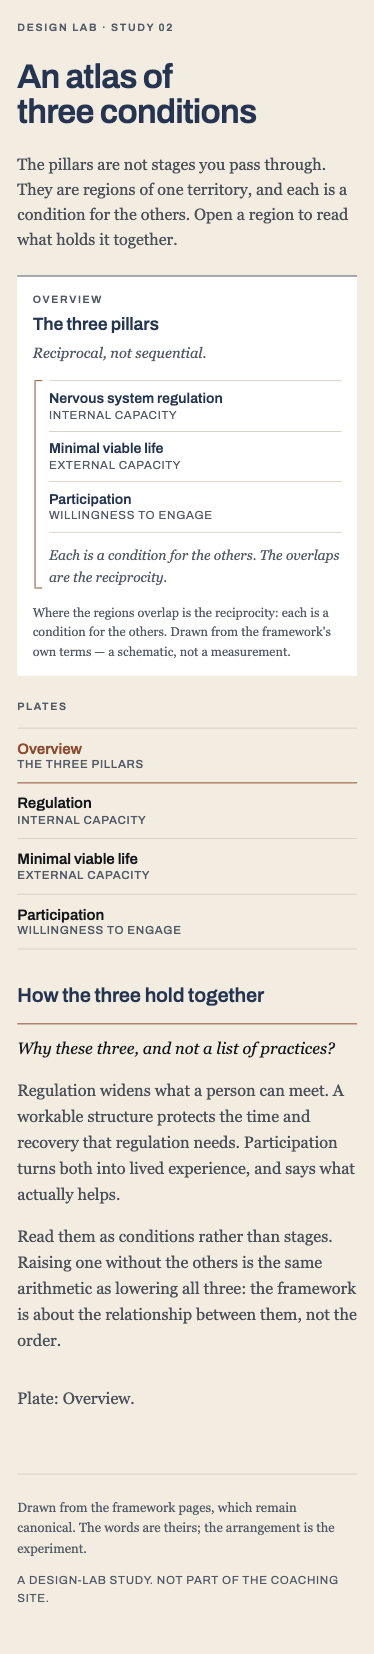 DESIGN LAB · STUDY 02
An atlas of
three conditions
The pillars are not stages you pass through.
They are regions of one territory, and each is a
condition for the others. Open a region to read
what holds it together.
OVERVIEW
The three pillars
Reciprocal, not sequential.
Nervous system regulation
INTERNAL CAPACITY
Minimal viable life
EXTERNAL CAPACITY
Participation
WILLINGNESS TO ENGAGE
Each is a condition for the others. The overlaps
are the reciprocity.
Where the regions overlap is the reciprocity: each is a
condition for the others. Drawn from the framework's
own terms — a schematic, not a measurement.
PLATES
Overview
THE THREE PILLARS
Regulation
INTERNAL CAPACITY
Minimal viable life
EXTERNAL CAPACITY
Participation
WILLINGNESS TO ENGAGE
How the three hold together
Why these three, and not a list of practices?
Regulation widens what a person can meet. A
workable structure protects the time and
recovery that regulation needs. Participation
turns both into lived experience, and says what
actually helps.
Read them as conditions rather than stages.
Raising one without the others is the same
arithmetic as lowering all three: the framework
is about the relationship between them, not the
order.
Plate: Overview.
Drawn from the framework pages, which remain
canonical. The words are theirs; the arrangement is the
experiment.
A DESIGN-LAB STUDY. NOT PART OF THE COACHING
SITE.